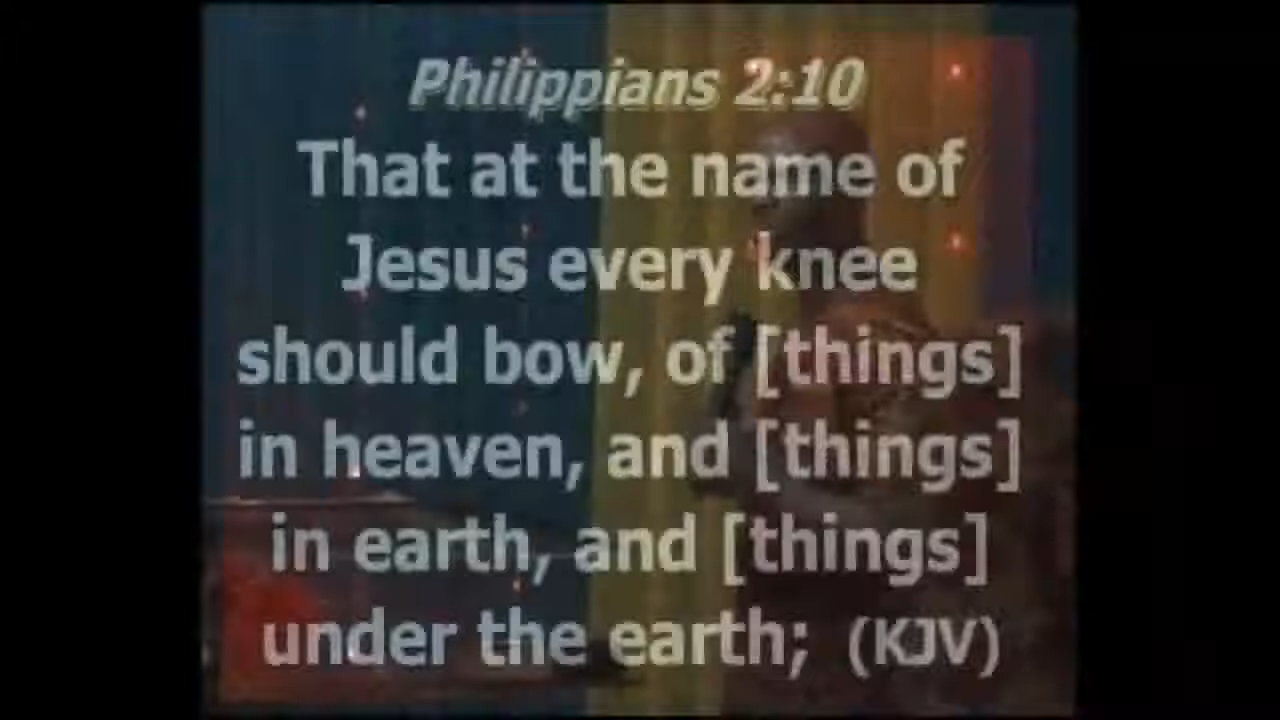 Philippians 2:10
That at the name of
Jesus every knee
should bow, of [things]
in heaven, and [things]
in earth, and [things]
under the earth; (KJV)